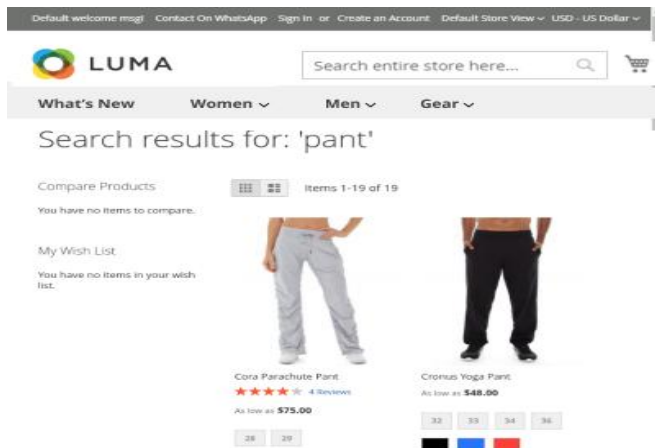 Default welcome msg! Contact On WhatsApp Sign In or Create an Account Default Store View USD - US Dollar
LUMA
Search entire store here...
What's New Women Men Gear
Search results for: 'pant'
Compare Products
You have no items to compare.
My Wish List
You have no items in your wish
list.
Items 1-19 of 19
Cora Parachute Pant
4 Reviews
As low as $75.00
28 29
Cronus Yoga Pant
As low as $48.00
32 33 34 36